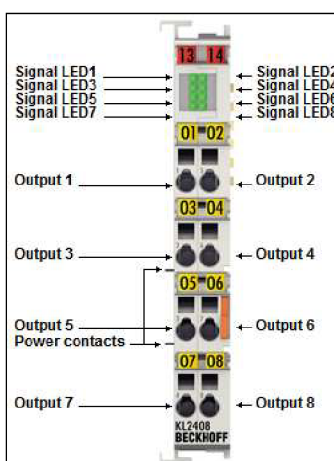 13 14
Signal LED1 Signal LED2
Signal LED3 Signal LED4
Signal LED5 Signal LED6
Signal LED7 Signal LED8
01 02
Output 1 Output 2
03 04
Output 3 Output 4
05 06
Output 5 Output 6
Power contacts
07 08
Output 7 Output 8
KL2408
BECKHOFF